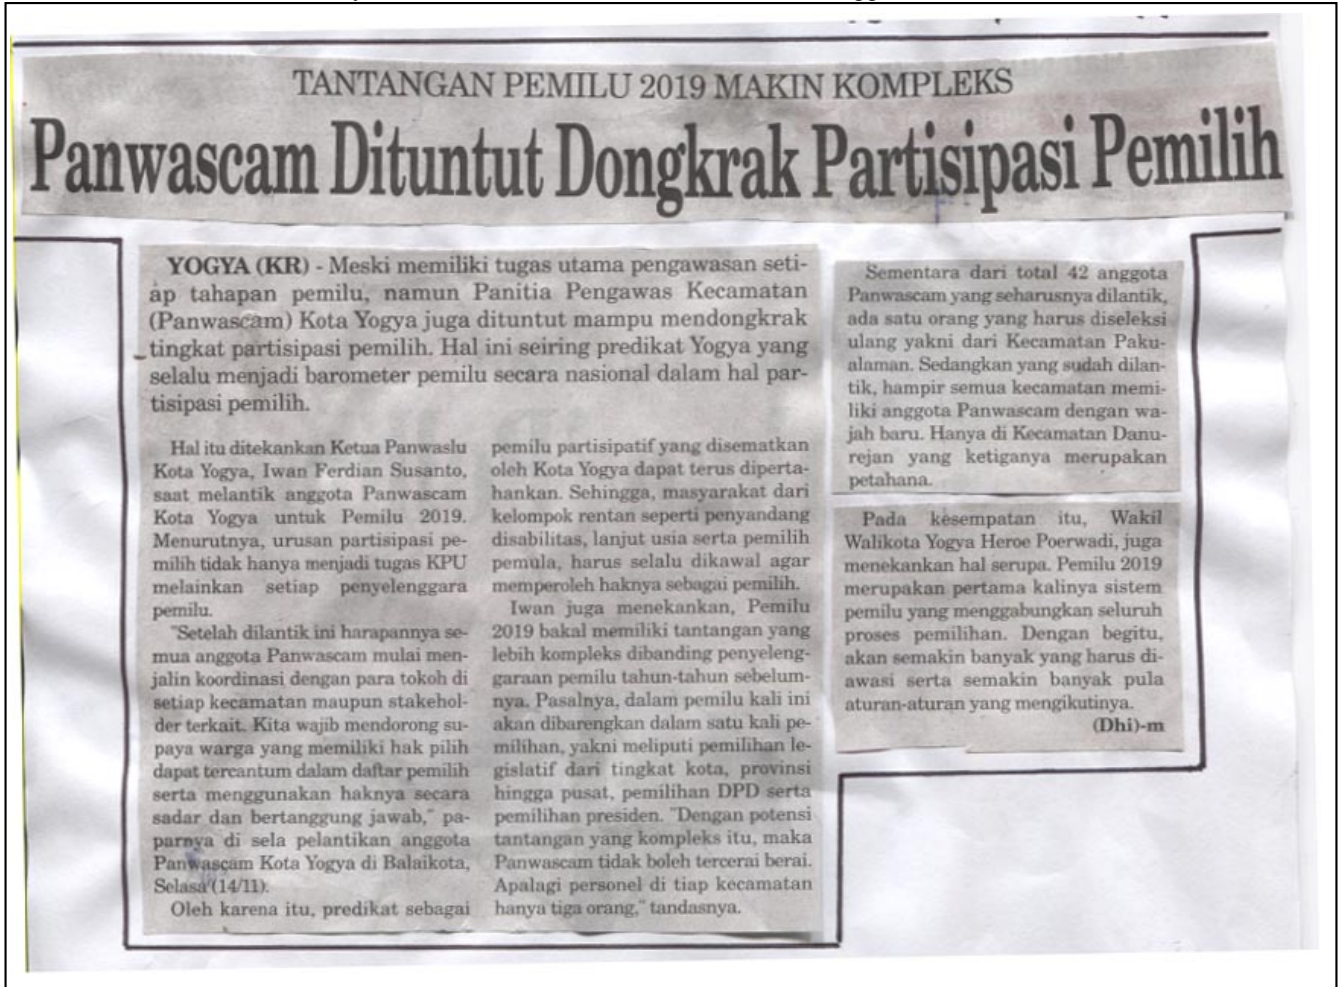 TANTANGAN PEMILU 2019 MAKIN KOMPLEKS
Panwascam Dituntut Dongkrak Partisipasi Pemilih
YOGYA (KR) - Meski memiliki tugas utama pengawasan seti-
ap tahapan pemilu, namun Panitia Pengawas Kecamatan
(Panwascam) Kota Yogya juga dituntut mampu mendongkrak
tingkat partisipasi pemilih. Hal ini seiring predikat Yogya yang
selalu menjadi barometer pemilu secara nasional dalam hal par-
tisipasi pemilih.
Hal itu ditekankan Ketua Panwaslu
Kota Yogya, Iwan Ferdian Susanto,
saat melantik anggota Panwascam
Kota Yogya untuk Pemilu 2019.
Menurutnya, urusan partisipasi pe-
milih tidak hanya menjadi tugas KPU
melainkan setiap penyelenggara
pemilu.
"Setelah dilantik ini harapannya se-
mua anggota Panwascam mulai men-
jalin koordinasi dengan para tokoh di
setiap kecamatan maupun stakehol-
der terkait. Kita wajib mendorong su-
paya warga yang memiliki hak pilih
dapat tercantum dalam daftar pemilih
serta menggunakan haknya secara
sadar dan bertanggung jawab," pa-
parnya di sela pelantikan anggota
Panwascam Kota Yogya di Balaikota,
Selasa (14/11).
Oleh karena itu, predikat sebagai
pemilu partisipatif yang disematkan
oleh Kota Yogya dapat terus diperta-
hankan. Sehingga, masyarakat dari
kelompok rentan seperti penyandang
disabilitas, lanjut usia serta pemilih
pemula, harus selalu dikawal agar
memperoleh haknya sebagai pemilih.
Iwan juga menekankan, Pemilu
2019 bakal memiliki tantangan yang
lebih kompleks dibanding penyeleng-
garaan pemilu tahun-tahun sebelum-
nya. Pasalnya, dalam pemilu kali ini
akan dibarengkan dalam satu kali pe-
milihan, yakni meliputi pemilihan le-
gislatif dari tingkat kota, provinsi
hingga pusat, pemilihan DPD serta
pemilihan presiden. "Dengan potensi
tantangan yang kompleks itu, maka
Panwascam tidak boleh tercerai berai.
Apalagi personel di tiap kecamatan
hanya tiga orang," tandasnya.
Sementara dari total 42 anggota
Panwascam yang seharusnya dilantik,
ada satu orang yang harus diseleksi
ulang yakni dari Kecamatan Paku-
alaman. Sedangkan yang sudah dilan-
tik, hampir semua kecamatan memi-
liki anggota Panwascam dengan wa-
jah baru. Hanya di Kecamatan Danu-
rejan yang ketiganya merupakan
petahana.
Pada kesempatan itu, Wakil
Walikota Yogya Heroe Poerwadi, juga
menekankan hal serupa. Pemilu 2019
merupakan pertama kalinya sistem
pemilu yang menggabungkan seluruh
proses pemilihan. Dengan begitu,
akan semakin banyak yang harus di-
awasi serta semakin banyak pula
aturan-aturan yang mengikutinya.
(Dhi)-m